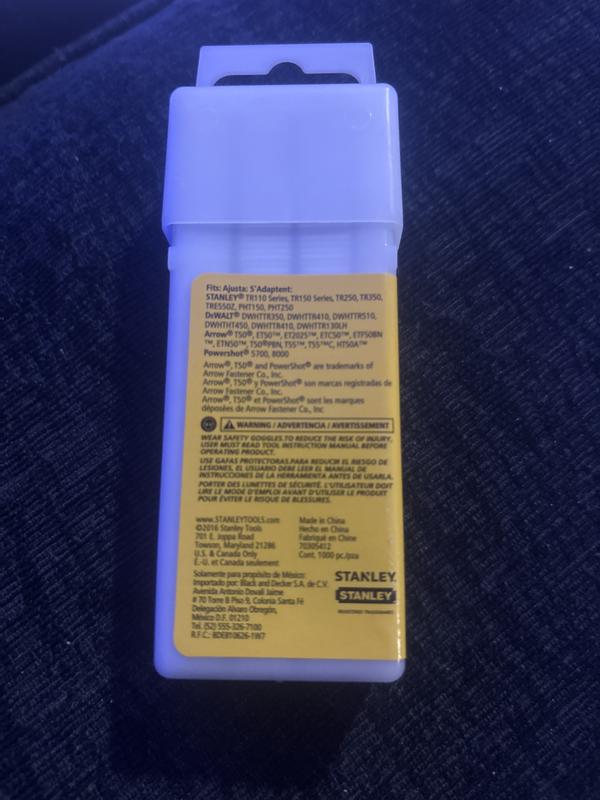 Fits: Ajusta: S'Adaptent:
STANLEY® TR110 Series, TR150 Series, TR250, TR350,
TRE550Z, PHT150, PHT250
DEWALT® DWHTTR350, DWHTTR410, DWHTTR510,
DWHTHT450, DWHTTR410, DWHTTR130LH
Arrow® T50®, ET50™, ET2025™, ETC50™, ETF50BN
™, ETN50™, T50®PBN, T55™, T55™C, HT50A™
Powershot® 5700, 8000
Arrow®, T50® and PowerShot® are trademarks of
Arrow Fastener Co., Inc.
Arrow®, T50® y PowerShot® son marcas registradas de
Arrow Fastener Co., Inc.
Arrow®, T50® et PowerShot® sont les marques
déposées de Arrow Fastener Co., Inc
WARNING / ADVERTENCIA / AVERTISSEMENT
WEAR SAFETY GOGGLES.TO REDUCE THE RISK OF INJURY,
USER MUST READ TOOL INSTRUCTION MANUAL BEFORE
OPERATING PRODUCT.
USE GAFAS PROTECTORAS.PARA REDUCIR EL RIESGO DE
LESIONES, EL USUARIO DEBE LEER EL MANUAL DE
INSTRUCCIONES DE LA HERRAMIENTA ANTES DE USARLA.
PORTER DES LUNETTES DE SÉCURITÉ. L'UTILISATEUR DOIT
LIRE LE MODE D'EMPLOI AVANT D'UTILISER LE PRODUIT
POUR ÉVITER LE RISQUE DE BLESSURES.
www.STANLEYTOOLS.com
©2016 Stanley Tools
701 E. Joppa Road
Towson, Maryland 21286
U.S. & Canada Only
É.-U. et Canada seulement
Made in China
Hecho en China
Fabriqué en Chine
70305412
Cont. 1000 pc./pza
Solamente para propósito de México:
Importado por: Black and Decker S.A. de C.V.
Avenida Antonio Dovali Jaime
# 70 Torre B Piso 9, Colonia Santa Fé
Delegación Alvaro Obregón,
México D.F. 01210
Tel. (52) 555-326-7100
R.F.C.: BDE810626-1W7
STANLEY.
STANLEY
REGISTERED TRADEMARKS